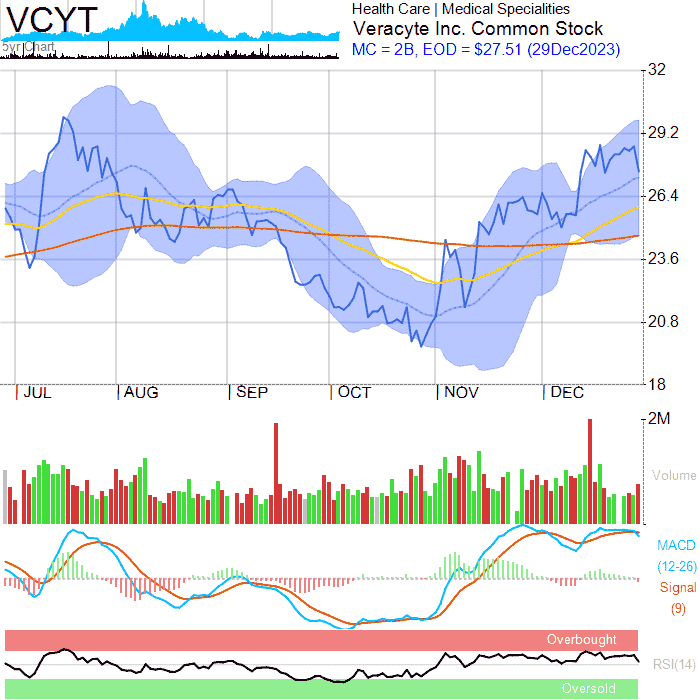 VCYT
5yr Chart
Health Care | Medical Specialities
Veracyte Inc. Common Stock
MC = 2B, EOD = $27.51 (29Dec2023)
32
29.2
26.4
23.6
20.8
18
JUL AUG SEP OCT NOV DEC
2M
Volume
MACD
(12-26)
Signal
(9)
Overbought
RSI(14)
Oversold